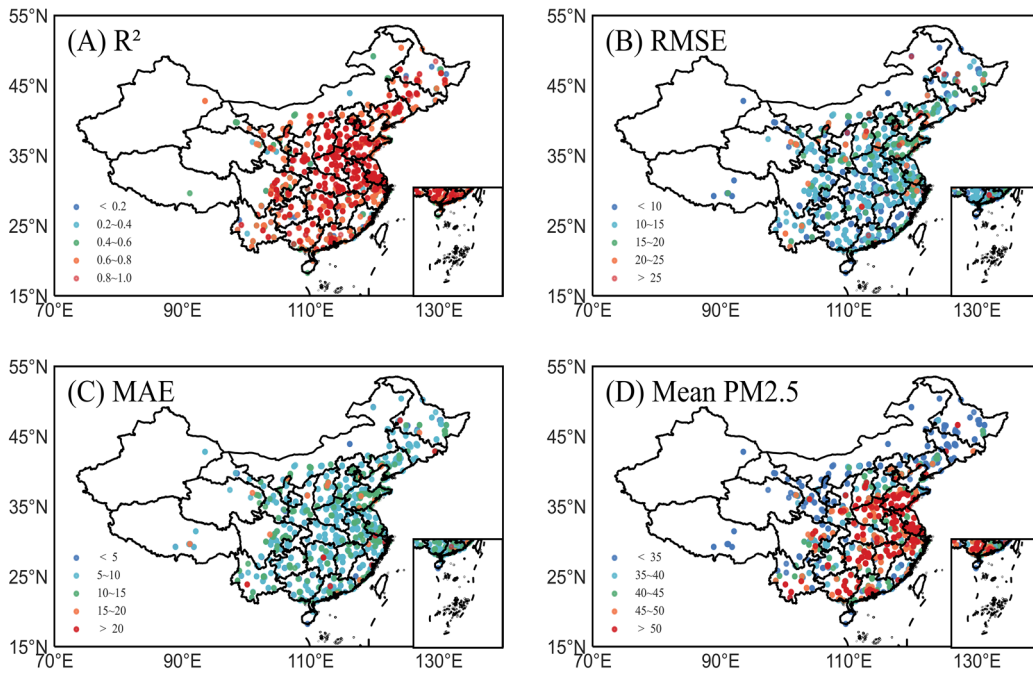 55°N
(A) R²
45°N
35°N
< 0.2
0.2~0.4
25°N
0.4~0.6
0.6~0.8
0.8~1.0
15°N
70°E 90°E 110°E 130°E
55°N
(B) RMSE
45°N
35°N
< 10
10~15
25°N
15~20
20~25
> 25
15°N
70°E 90°E 110°E 130°E
55°N
(C) MAE
45°N
35°N
< 5
5~10
25°N
10~15
15~20
> 20
15°N
70°E 90°E 110°E 130°E
55°N
(D) Mean PM2.5
45°N
35°N
< 35
35~40
25°N
40~45
45~50
> 50
15°N
70°E 90°E 110°E 130°E